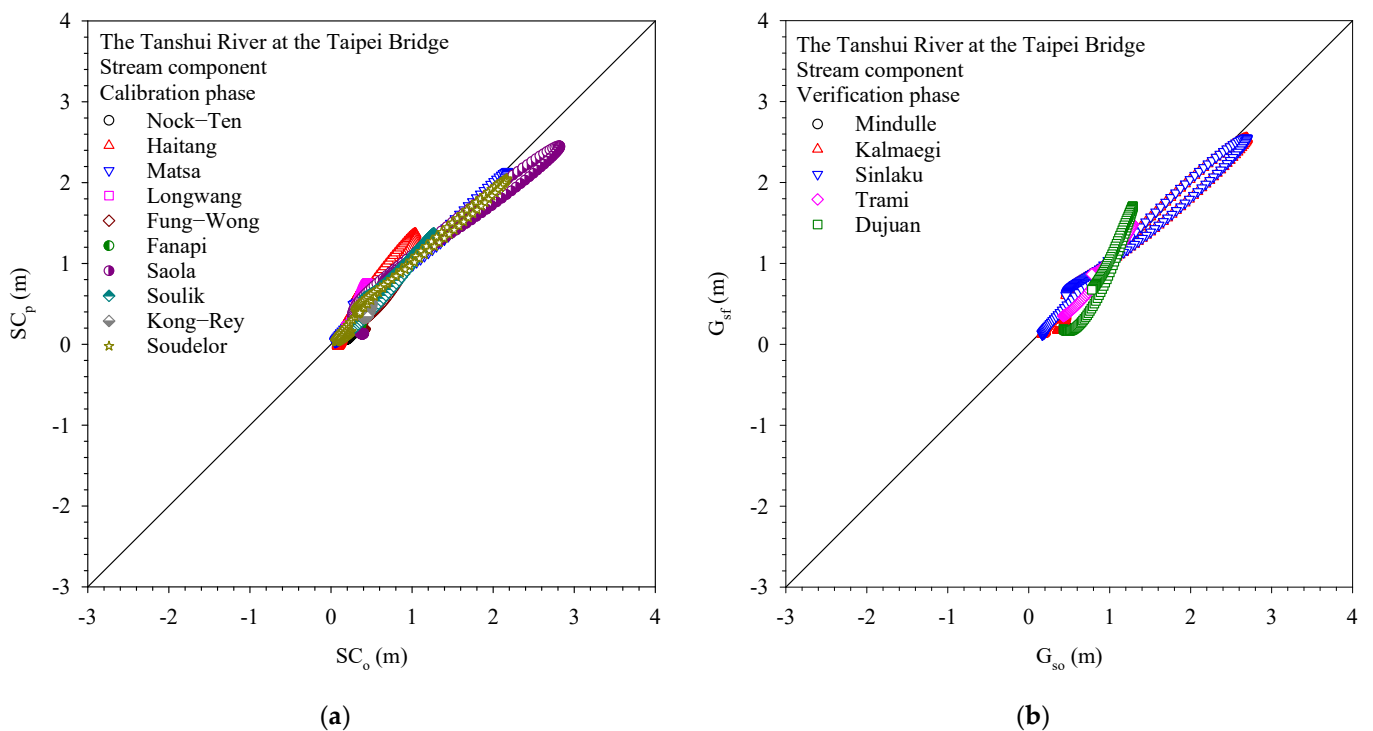 The Tanshui River at the Taipei Bridge
Stream component
Calibration phase
Nock−Ten
Haitang
Matsa
Longwang
Fung−Wong
Fanapi
Saola
Soulik
Kong−Rey
Soudelor
4
3
2
1
0
-1
-2
-3
SCp (m)
-3 -2 -1 0 1 2 3 4
SCo (m)
(a)
The Tanshui River at the Taipei Bridge
Stream component
Verification phase
Mindulle
Kalmaegi
Sinlaku
Trami
Dujuan
4
3
2
1
0
-1
-2
-3
Gsf (m)
-3 -2 -1 0 1 2 3 4
Gso (m)
(b)